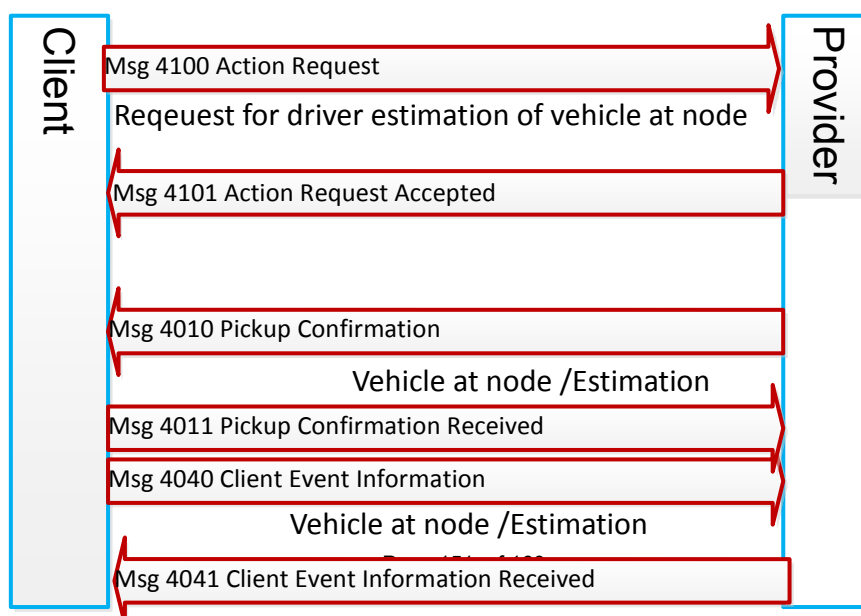 Client
Provider
Msg 4100 Action Request
Reqeuest for driver estimation of vehicle at node
Msg 4101 Action Request Accepted
Msg 4010 Pickup Confirmation
Vehicle at node /Estimation
Msg 4011 Pickup Confirmation Received
Msg 4040 Client Event Information
Vehicle at node /Estimation
Msg 4041 Client Event Information Received